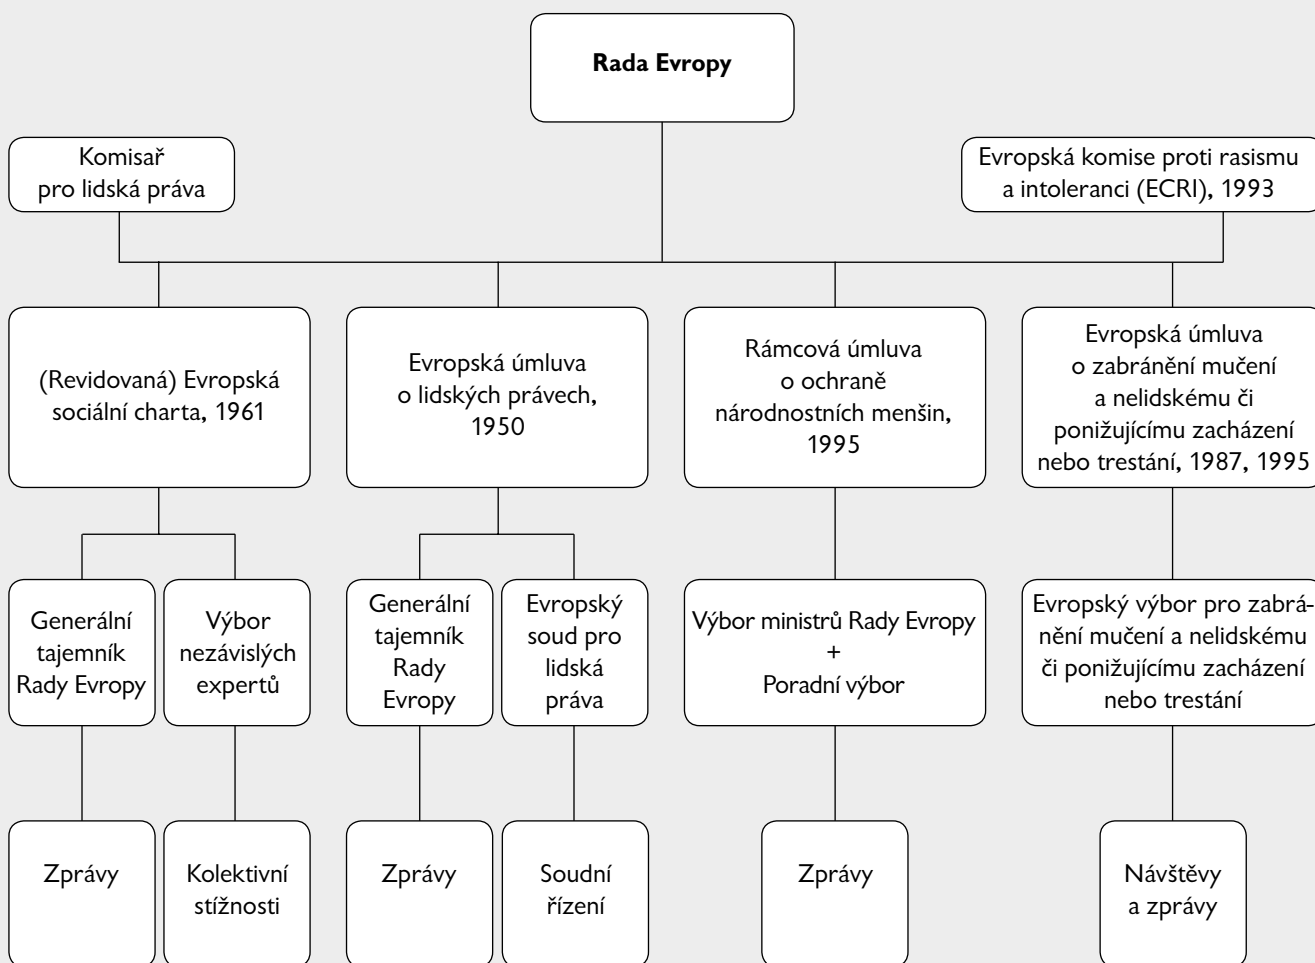 Rada Evropy
Komisař
pro lidská práva
Evropská komise proti rasismu
a intoleranci (ECRI), 1993
(Revidovaná) Evropská
sociální charta, 1961
Evropská úmluva
o lidských právech,
1950
Rámcová úmluva
o ochraně
národnostních menšin,
1995
Evropská úmluva
o zabránění mučení
a nelidskému či
ponižujícímu zacházení
nebo trestání, 1987, 1995
Generální
tajemník
Rady Evropy
Výbor
nezávislých
expertů
Generální
tajemník
Rady
Evropy
Evropský
soud pro
lidská
práva
Výbor ministrů Rady Evropy
+
Poradní výbor
Evropský výbor pro zabrá-
nění mučení a nelidskému
či ponižujícímu zacházení
nebo trestání
Zprávy
Kolektivní
stížnosti
Zprávy
Soudní
řízení
Zprávy
Návštěvy
a zprávy